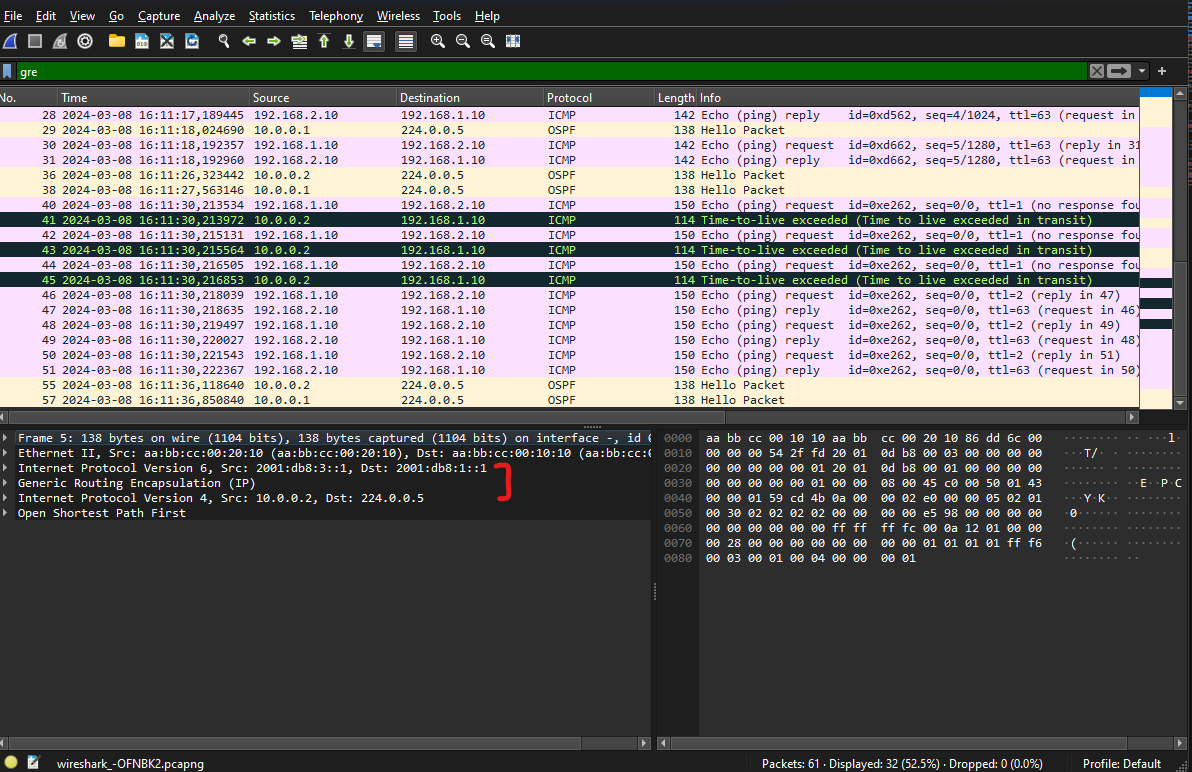 File Edit View Go Capture Analyze Statistics Telephony Wireless Tools Help
gre
No. Time Source Destination Protocol Length Info
28 2024-03-08 16:11:17,189445 192.168.2.10 192.168.1.10 ICMP 142 Echo (ping) reply id=0xd562, seq=4/1024, ttl=63 (request in
29 2024-03-08 16:11:18,024690 10.0.0.1 224.0.0.5 OSPF 138 Hello Packet
30 2024-03-08 16:11:18,192357 192.168.1.10 192.168.2.10 ICMP 142 Echo (ping) request id=0xd662, seq=5/1280, ttl=63 (reply in 31
31 2024-03-08 16:11:18,192960 192.168.2.10 192.168.1.10 ICMP 142 Echo (ping) reply id=0xd662, seq=5/1280, ttl=63 (request in
36 2024-03-08 16:11:26,323442 10.0.0.2 224.0.0.5 OSPF 138 Hello Packet
38 2024-03-08 16:11:27,563146 10.0.0.1 224.0.0.5 OSPF 138 Hello Packet
40 2024-03-08 16:11:30,213534 192.168.1.10 192.168.2.10 ICMP 150 Echo (ping) request id=0xe262, seq=0/0, ttl=1 (no response fou
41 2024-03-08 16:11:30,213972 10.0.0.2 192.168.1.10 ICMP 114 Time-to-live exceeded (Time to live exceeded in transit)
42 2024-03-08 16:11:30,215131 192.168.1.10 192.168.2.10 ICMP 150 Echo (ping) request id=0xe262, seq=0/0, ttl=1 (no response fou
43 2024-03-08 16:11:30,215564 10.0.0.2 192.168.1.10 ICMP 114 Time-to-live exceeded (Time to live exceeded in transit)
44 2024-03-08 16:11:30,216505 192.168.1.10 192.168.2.10 ICMP 150 Echo (ping) request id=0xe262, seq=0/0, ttl=1 (no response fou
45 2024-03-08 16:11:30,216853 10.0.0.2 192.168.1.10 ICMP 114 Time-to-live exceeded (Time to live exceeded in transit)
46 2024-03-08 16:11:30,218039 192.168.1.10 192.168.2.10 ICMP 150 Echo (ping) request id=0xe262, seq=0/0, ttl=2 (reply in 47)
47 2024-03-08 16:11:30,218635 192.168.2.10 192.168.1.10 ICMP 150 Echo (ping) reply id=0xe262, seq=0/0, ttl=63 (request in 46)
48 2024-03-08 16:11:30,219497 192.168.1.10 192.168.2.10 ICMP 150 Echo (ping) request id=0xe262, seq=0/0, ttl=2 (reply in 49)
49 2024-03-08 16:11:30,220027 192.168.2.10 192.168.1.10 ICMP 150 Echo (ping) reply id=0xe262, seq=0/0, ttl=63 (request in 48)
50 2024-03-08 16:11:30,221543 192.168.1.10 192.168.2.10 ICMP 150 Echo (ping) request id=0xe262, seq=0/0, ttl=2 (reply in 51)
51 2024-03-08 16:11:30,222367 192.168.2.10 192.168.1.10 ICMP 150 Echo (ping) reply id=0xe262, seq=0/0, ttl=63 (request in 50)
55 2024-03-08 16:11:36,118640 10.0.0.2 224.0.0.5 OSPF 138 Hello Packet
57 2024-03-08 16:11:36,850840 10.0.0.1 224.0.0.5 OSPF 138 Hello Packet
Frame 5: 138 bytes on wire (1104 bits), 138 bytes captured (1104 bits) on interface -, id 0
Ethernet II, Src: aa:bb:cc:00:20:10 (aa:bb:cc:00:20:10), Dst: aa:bb:cc:00:10:10 (aa:bb:cc:0
Internet Protocol Version 6, Src: 2001:db8:3::1, Dst: 2001:db8:1::1
Generic Routing Encapsulation (IP)
Internet Protocol Version 4, Src: 10.0.0.2, Dst: 224.0.0.5
Open Shortest Path First
0000 aa bb cc 00 10 10 aa bb cc 00 20 10 86 dd 6c 00 ········ ·· ···l·
0010 00 00 00 54 2f fd 20 01 0d b8 00 03 00 00 00 00 ···T/· · ········
0020 00 00 00 00 00 01 20 01 0d b8 00 01 00 00 00 00 ······ · ········
0030 00 00 00 00 00 01 00 00 08 00 45 c0 00 50 01 43 ········ ··E··P·C
0040 00 00 01 59 cd 4b 0a 00 00 02 e0 00 00 05 02 01 ···Y·K·· ········
0050 00 30 02 02 02 02 00 00 00 00 e5 98 00 00 00 00 ·0······ ········
0060 00 00 00 00 00 00 ff ff ff fc 00 0a 12 01 00 00 ········ ········
0070 00 28 00 00 00 00 00 00 00 00 01 01 01 01 ff f6 ·(······ ········
0080 00 03 00 01 00 04 00 00 00 01 ········ ··
wireshark_-OFNBK2.pcapng Packets: 61 · Displayed: 32 (52.5%) · Dropped: 0 (0.0%) Profile: Default